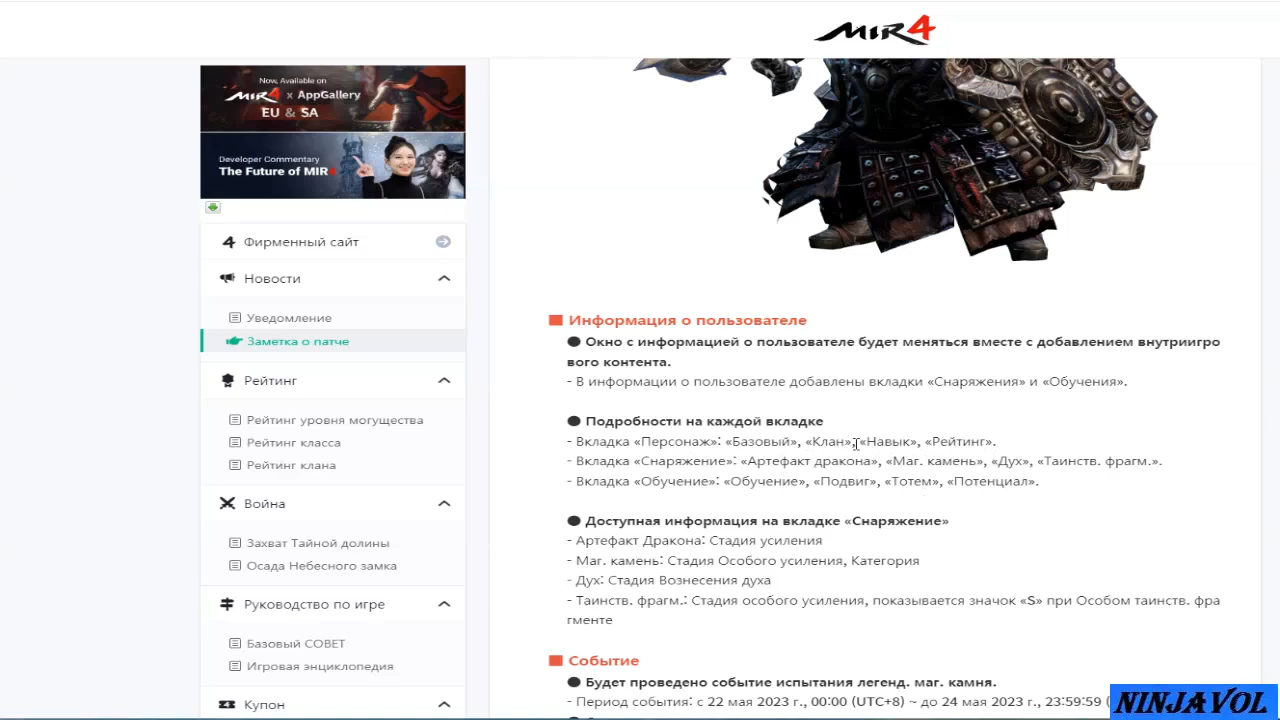 MIR4
Now, Available on
MIR4 x AppGallery
EU & SA
Developer Commentary
The Future of MIR4
4 Фирменный сайт
Новости
Уведомление
Заметка о патче
Рейтинг
Рейтинг уровня могущества
Рейтинг класса
Рейтинг клана
Война
Захват Тайной долины
Осада Небесного замка
Руководство по игре
Базовый СОВЕТ
Игровая энциклопедия
Купон
Информация о пользователе
● Окно с информацией о пользователе будет меняться вместе с добавлением внутриигро
вого контента.
- В информации о пользователе добавлены вкладки «Снаряжения» и «Обучения».
● Подробности на каждой вкладке
- Вкладка «Персонаж»: «Базовый», «Клан», «Навык», «Рейтинг».
- Вкладка «Снаряжение»: «Артефакт дракона», «Маг. камень», «Дух», «Таинств. фрагм.».
- Вкладка «Обучение»: «Обучение», «Подвиг», «Тотем», «Потенциал».
● Доступная информация на вкладке «Снаряжение»
- Артефакт Дракона: Стадия усиления
- Маг. камень: Стадия Особого усиления, Категория
- Дух: Стадия Вознесения духа
- Таинств. фрагм.: Стадия особого усиления, показывается значок «S» при Особом таинств. фра
гменте
Событие
● Будет проведено событие испытания легенд. маг. камня.
- Период события: с 22 мая 2023 г., 00:00 (UTC+8) ~ до 24 мая 2023 г., 23:59:59 (
NINJAVOL